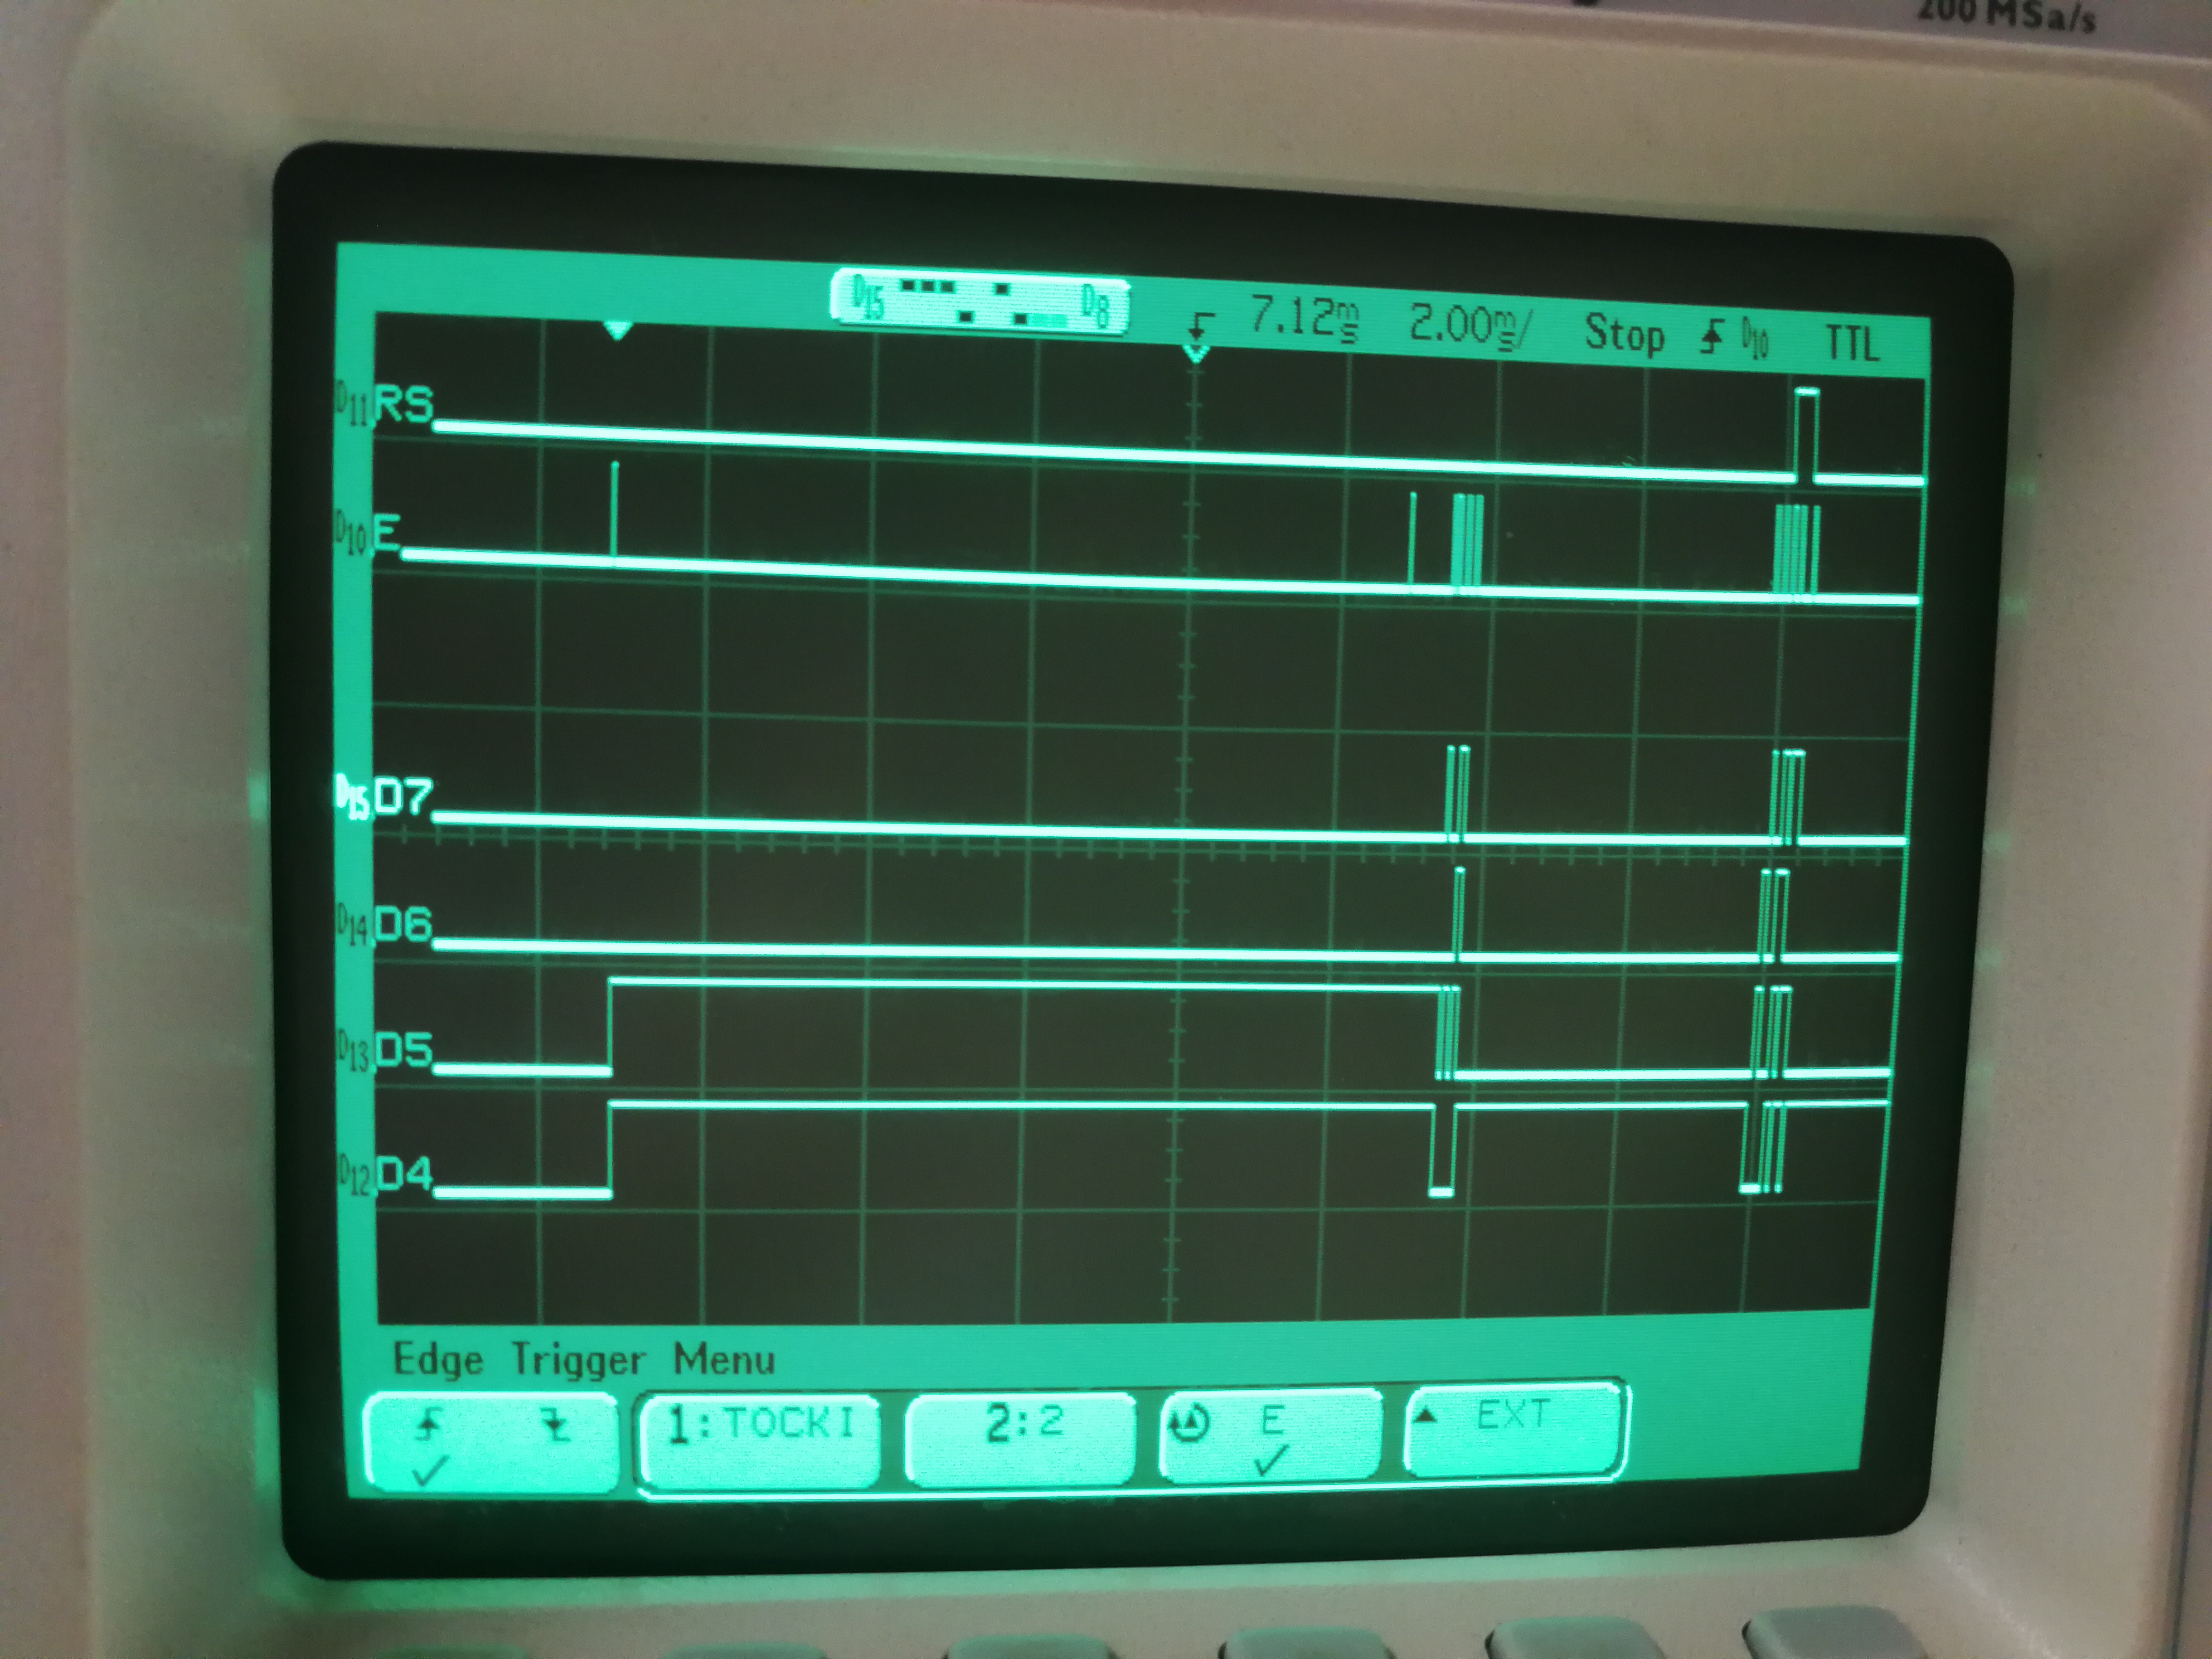 200 MSa/s
D15 D8 7.12ms 2.00ms/ Stop D10 TTL
D11 RS
D10 E
D15 D7
D14 D6
D13 D5
D12 D4
Edge Trigger Menu
1:TOCKI 2:2 E EXT